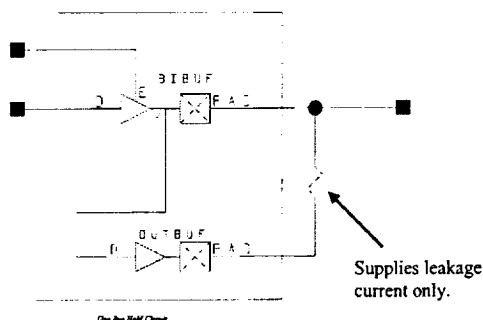 BIBUF
E
D
PAD
OUTBUF
D
PAD
Supplies leakage
current only.